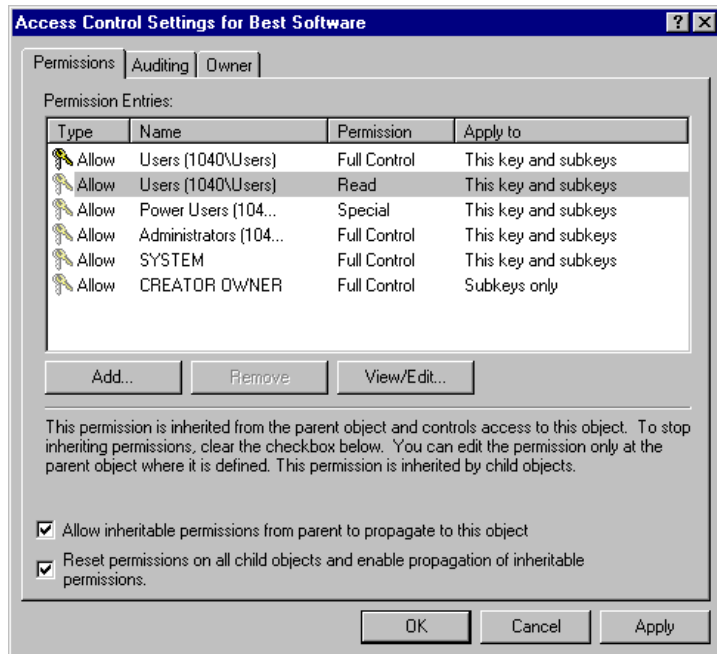 Access Control Settings for Best Software
Permissions Auditing Owner
Permission Entries:
Type Name Permission Apply to
Allow Users (1040\Users) Full Control This key and subkeys
Allow Users (1040\Users) Read This key and subkeys
Allow Power Users (104... Special This key and subkeys
Allow Administrators (104... Full Control This key and subkeys
Allow SYSTEM Full Control This key and subkeys
Allow CREATOR OWNER Full Control Subkeys only
Add... Remove View/Edit...
This permission is inherited from the parent object and controls access to this object. To stop
inheriting permissions, clear the checkbox below. You can edit the permission only at the
parent object where it is defined. This permission is inherited by child objects.
Allow inheritable permissions from parent to propagate to this object
Reset permissions on all child objects and enable propagation of inheritable
permissions.
OK Cancel Apply